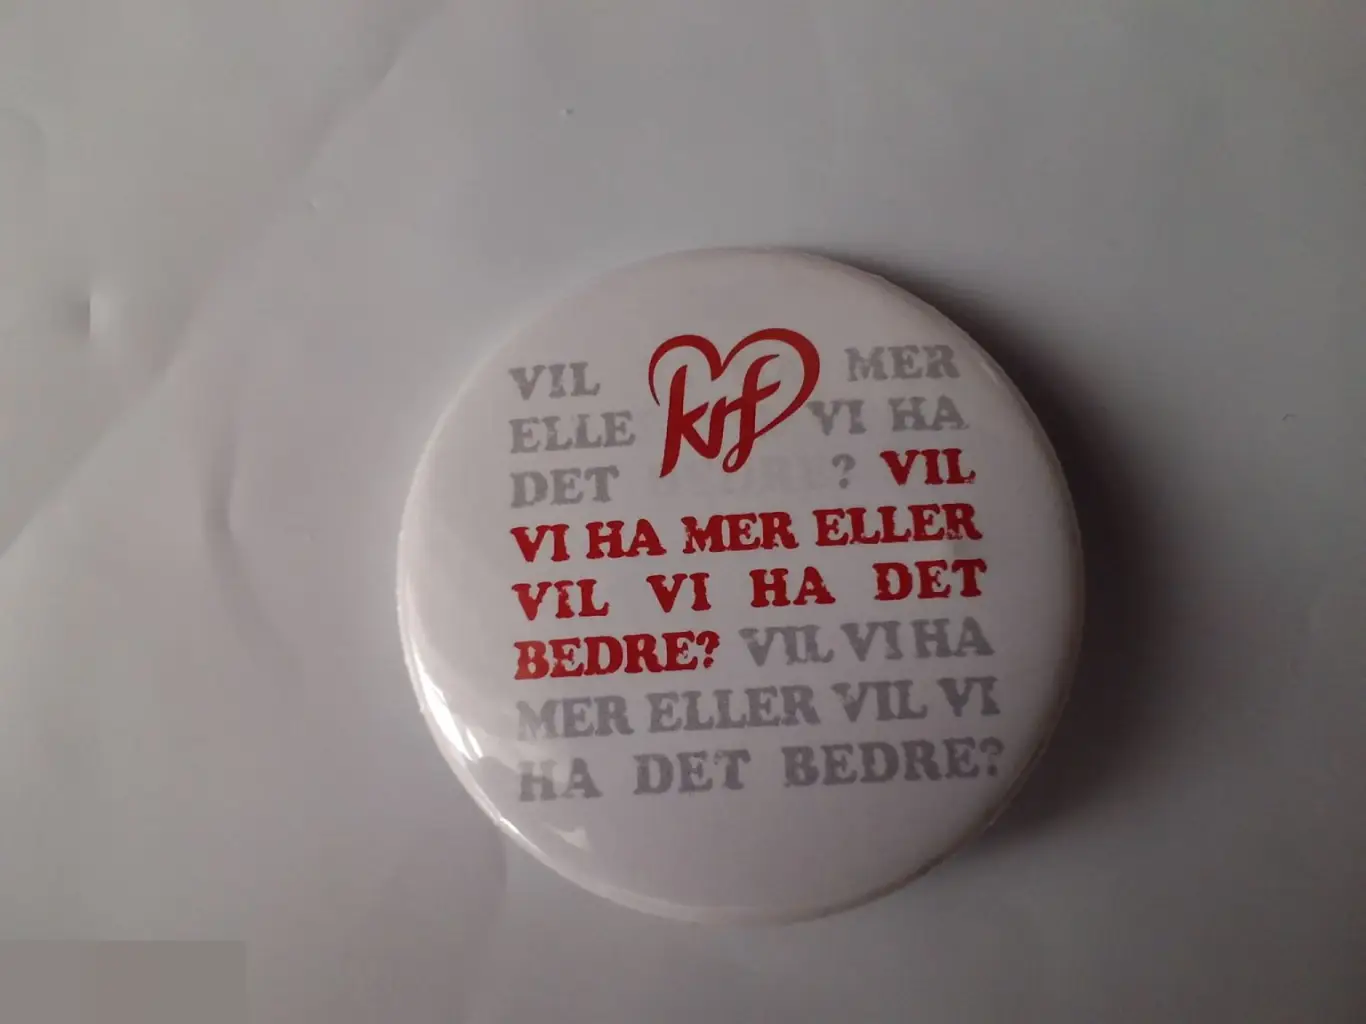 VIL krf MER
ELLE VI HA
DET BEDRE? VIL
VI HA MER ELLER
VIL VI HA DET
BEDRE? VIL VI HA
MER ELLER VIL VI
HA DET BEDRE?